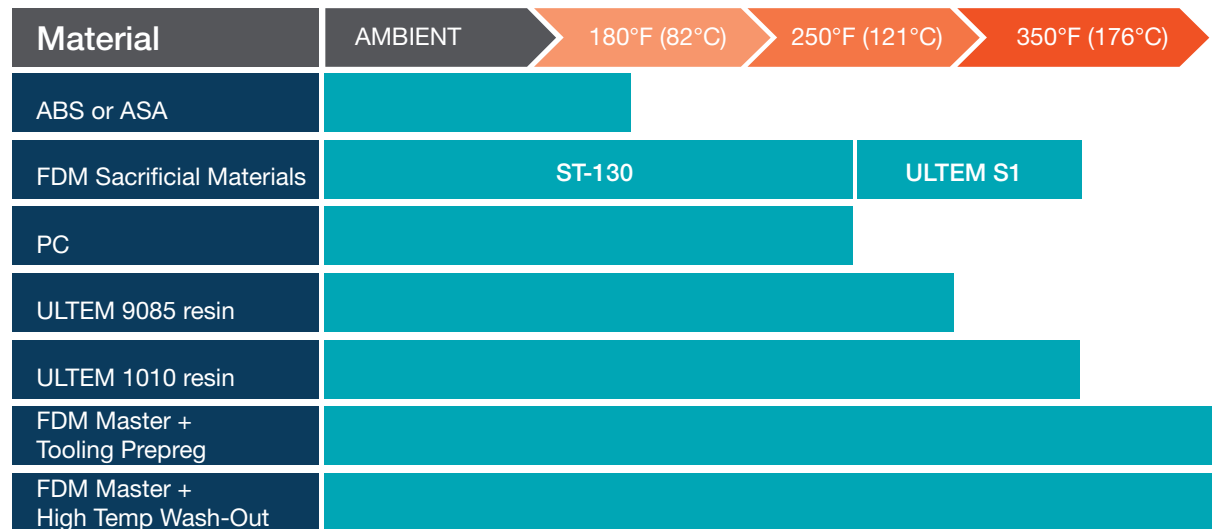 Material AMBIENT 180°F (82°C) 250°F (121°C) 350°F (176°C)
ABS or ASA
FDM Sacrificial Materials ST-130 ULTEM S1
PC
ULTEM 9085 resin
ULTEM 1010 resin
FDM Master +
Tooling Prepreg
FDM Master +
High Temp Wash-Out